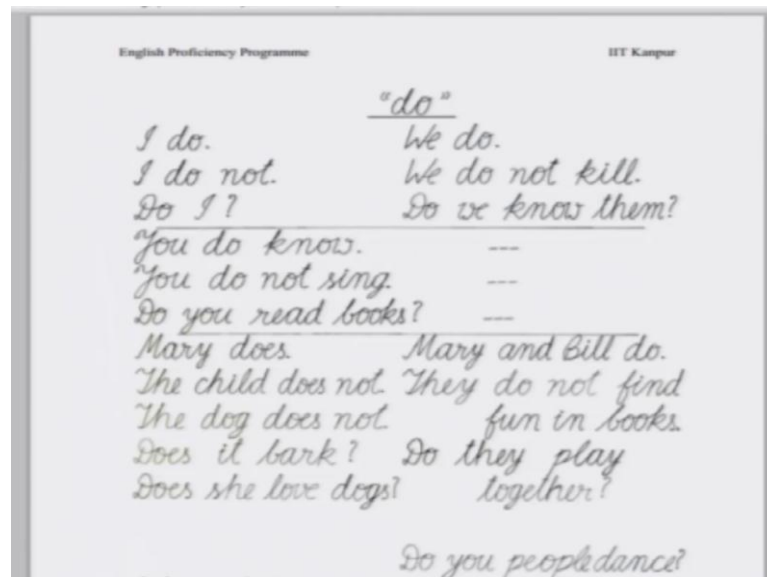 English Proficiency Programme IIT Kanpur
"do"
I do. We do.
I do not. We do not kill.
Do I? Do we know them?
You do know. ---
You do not sing. ---
Do you read books? ---
Mary does. Mary and Bill do.
The child does not. They do not find
The dog does not. fun in books.
Does it bark? Do they play
Does she love dogs? together?
Do you people dance?